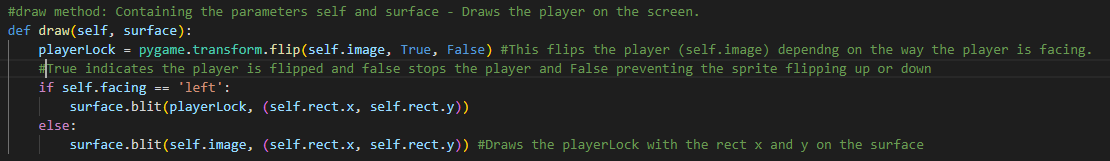 #draw method: Containing the parameters self and surface - Draws the player on the screen.
def draw(self, surface):
    playerLock = pygame.transform.flip(self.image, True, False) #This flips the player (self.image) dependng on the way the player is facing.
    #True indicates the player is flipped and false stops the player and False preventing the sprite flipping up or down
    if self.facing == 'left':
        surface.blit(playerLock, (self.rect.x, self.rect.y))
    else:
        surface.blit(self.image, (self.rect.x, self.rect.y)) #Draws the playerLock with the rect x and y on the surface